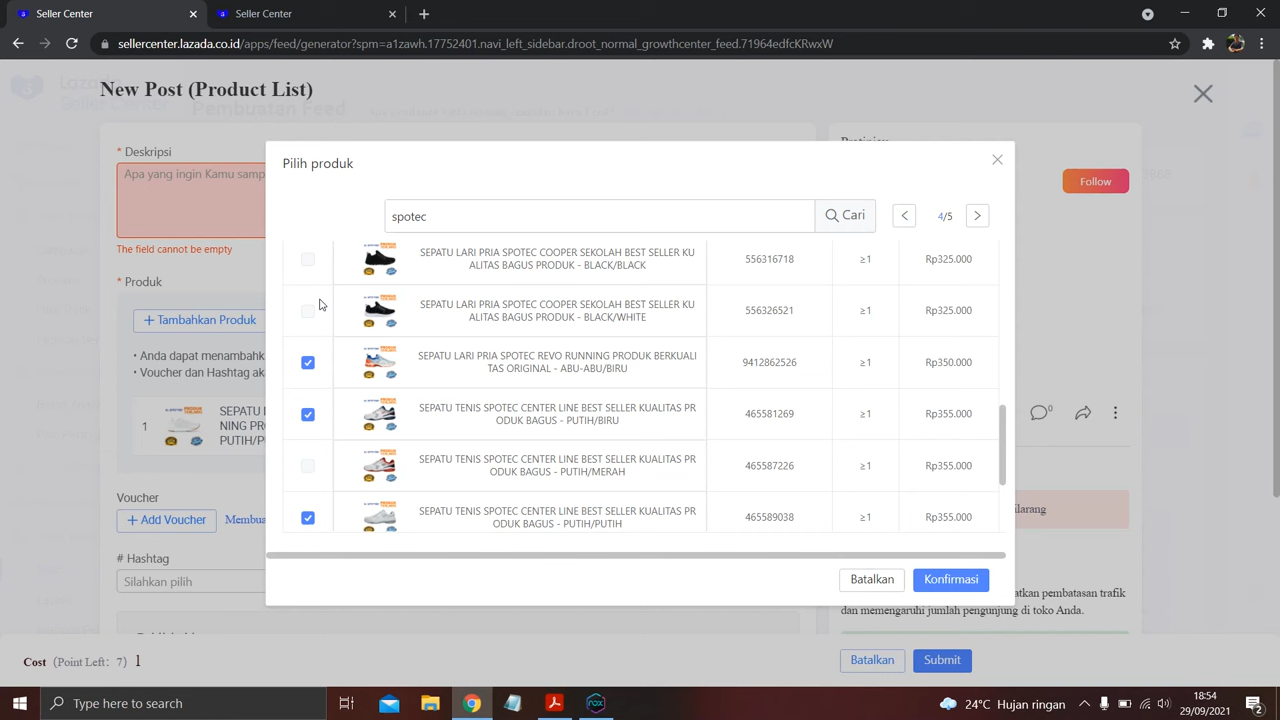 Seller Center
Seller Center
sellercenter.lazada.co.id/apps/feed/generator?spm=a1zawh.17752401.navi_left_sidebar.droot_normal_growthcenter_feed.71964edfcKRwxW
New Post (Product List)
Pembuatan Feed
* Deskripsi
Apa yang ingin Kamu samp
The field cannot be empty
* Produk
+ Tambahkan Produk
• Anda dapat menambahk
• Voucher dan Hashtag aka
1
SEPATU L
NING PRO
PUTIH/PU
Voucher
+ Add Voucher
Membua
# Hashtag
Silahkan pilih
Follow
Pilih produk
spotec
Cari
4/5
SEPATU LARI PRIA SPOTEC COOPER SEKOLAH BEST SELLER KU
ALITAS BAGUS PRODUK - BLACK/BLACK
556316718
≥1
Rp325.000
SEPATU LARI PRIA SPOTEC COOPER SEKOLAH BEST SELLER KU
ALITAS BAGUS PRODUK - BLACK/WHITE
556326521
≥1
Rp325.000
SEPATU LARI PRIA SPOTEC REVO RUNNING PRODUK BERKUALI
TAS ORIGINAL - ABU-ABU/BIRU
9412862526
≥1
Rp350.000
SEPATU TENIS SPOTEC CENTER LINE BEST SELLER KUALITAS PR
ODUK BAGUS - PUTIH/BIRU
465581269
≥1
Rp355.000
SEPATU TENIS SPOTEC CENTER LINE BEST SELLER KUALITAS PR
ODUK BAGUS - PUTIH/MERAH
465587226
≥1
Rp355.000
SEPATU TENIS SPOTEC CENTER LINE BEST SELLER KUALITAS PR
ODUK BAGUS - PUTIH/PUTIH
465589038
≥1
Rp355.000
Batalkan
Konfirmasi
0
ilarang
atkan pembatasan trafik
dan memengaruhi jumlah pengunjung di toko Anda.
Cost (Point Left: 7) 1
Batalkan
Submit
Type here to search
24°C Hujan ringan
18:54
29/09/2021
2